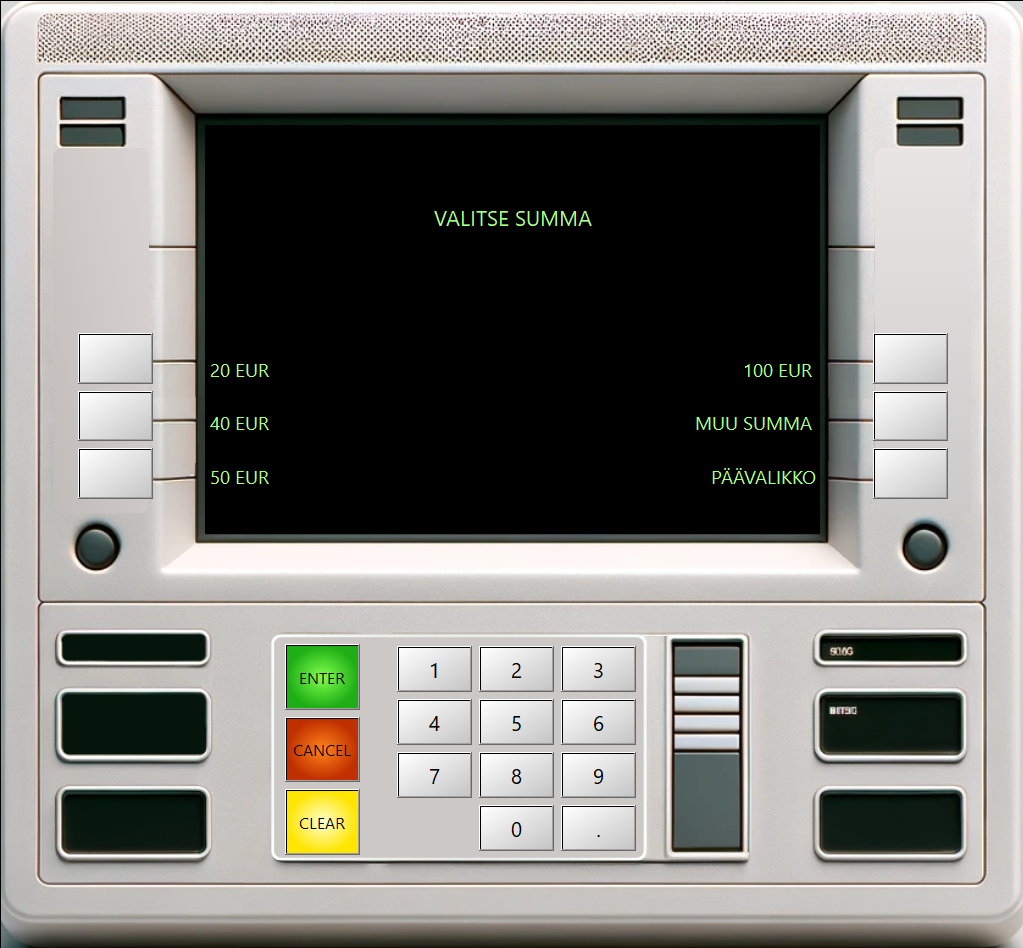 VALITSE SUMMA
20 EUR
100 EUR
40 EUR
MUU SUMMA
50 EUR
PÄÄVALIKKO
ENTER
1
2
3
CANCEL
4
5
6
7
8
9
CLEAR
0
.